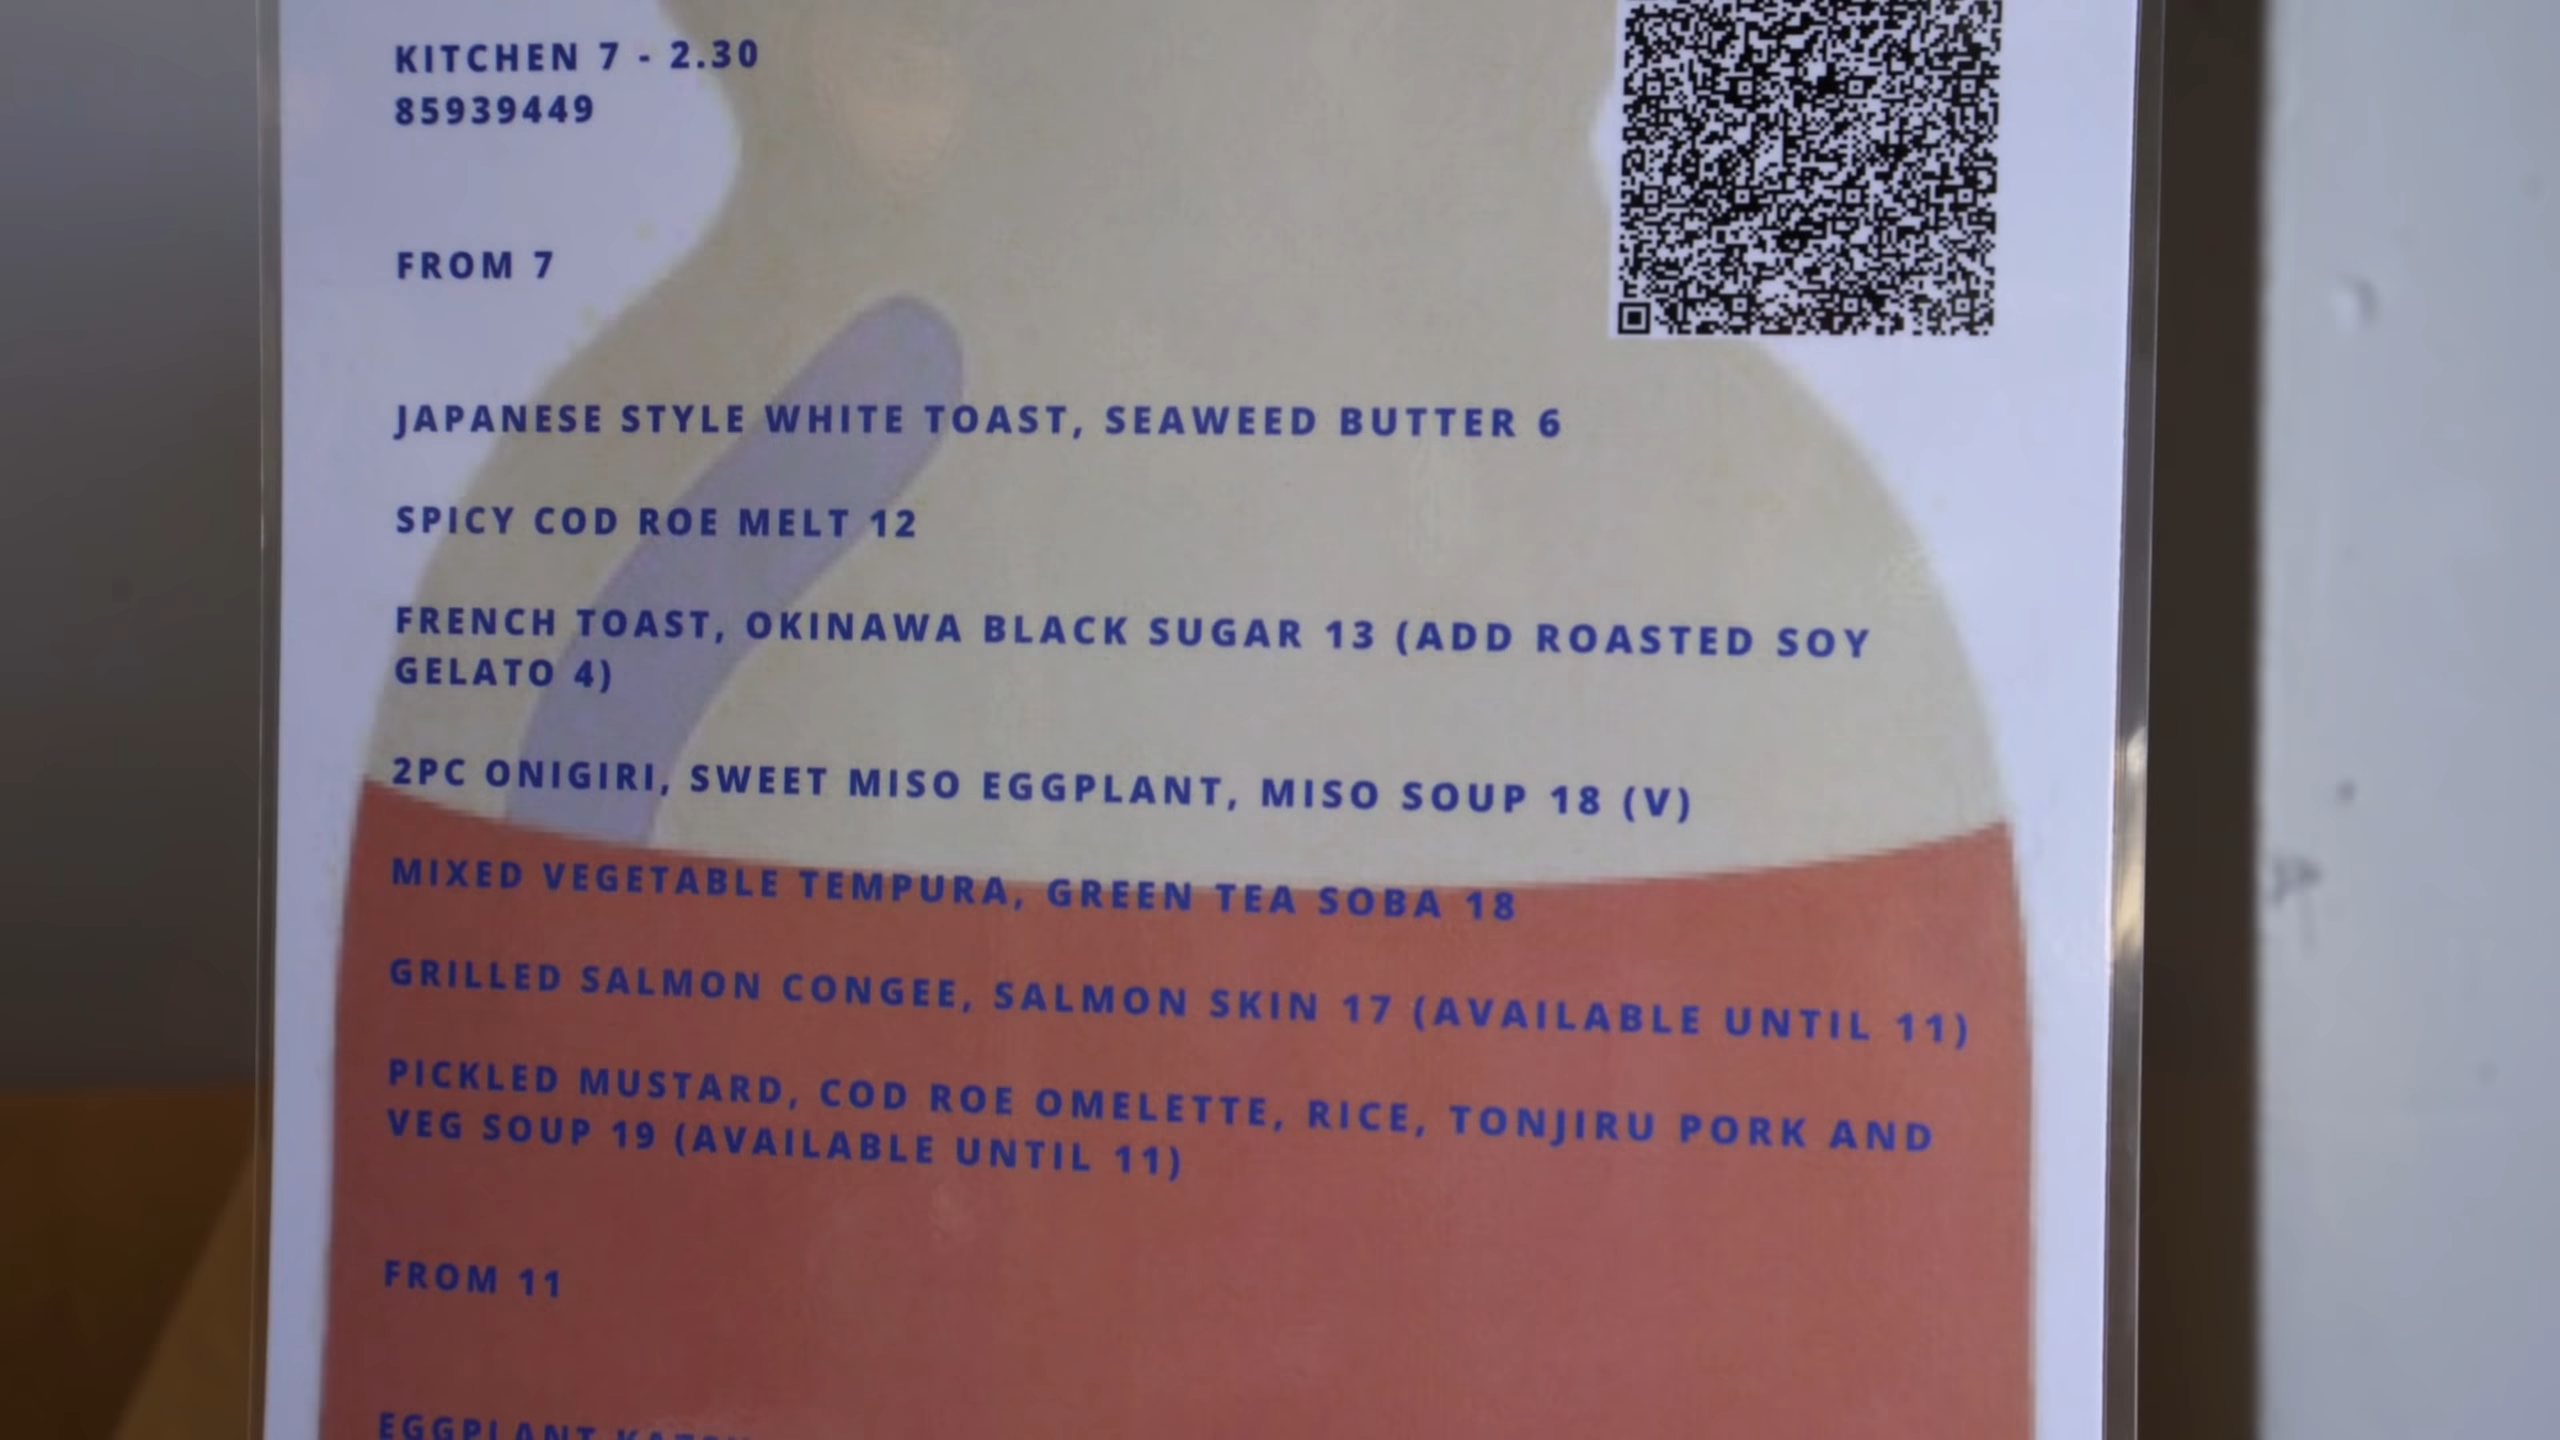 KITCHEN 7 - 2.30
85939449
FROM 7
JAPANESE STYLE WHITE TOAST, SEAWEED BUTTER 6
SPICY COD ROE MELT 12
FRENCH TOAST, OKINAWA BLACK SUGAR 13 (ADD ROASTED SOY
GELATO 4)
2PC ONIGIRI, SWEET MISO EGGPLANT, MISO SOUP 18 (V)
MIXED VEGETABLE TEMPURA, GREEN TEA SOBA 18
GRILLED SALMON CONGEE, SALMON SKIN 17 (AVAILABLE UNTIL 11)
PICKLED MUSTARD, COD ROE OMELETTE, RICE, TONJIRU PORK AND
VEG SOUP 19 (AVAILABLE UNTIL 11)
FROM 11
EGGPLANT